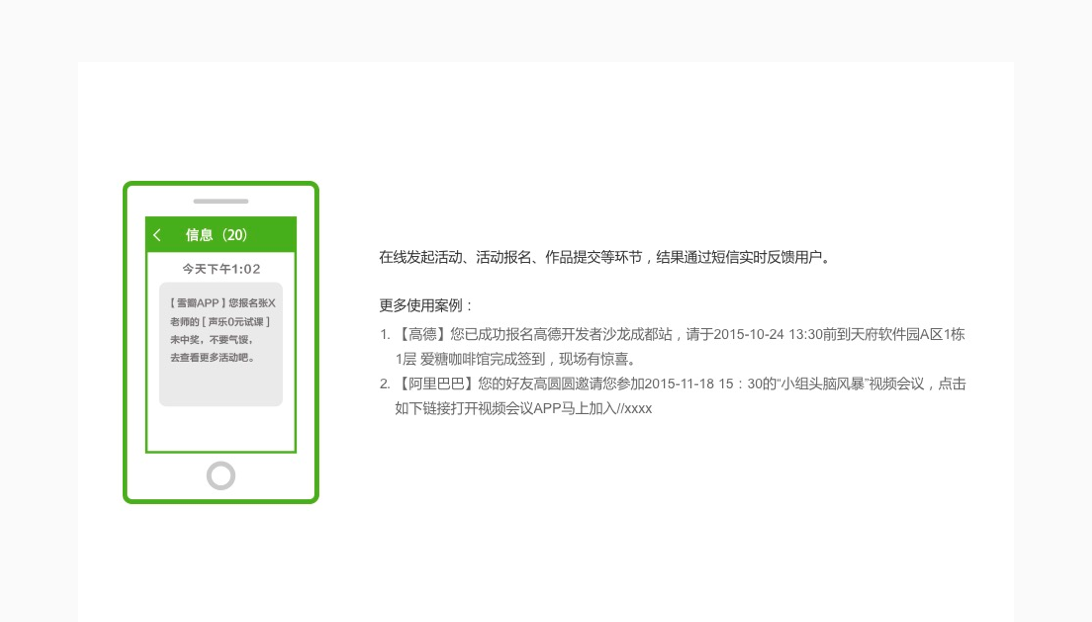 信息（20）
今天下午1:02
【雪圈APP】您报名张X
老师的 [ 声乐0元试课 ]
未中奖，不要气馁，
去查看更多活动吧。
在线发起活动、活动报名、作品提交等环节，结果通过短信实时反馈用户。
更多使用案例：
1. 【高德】您已成功报名高德开发者沙龙成都站，请于2015-10-24 13:30前到天府软件园A区1栋
1层 爱糖咖啡馆完成签到，现场有惊喜。
2. 【阿里巴巴】您的好友高圆圆邀请您参加2015-11-18 15：30的“小组头脑风暴”视频会议，点击
如下链接打开视频会议APP马上加入//xxxx